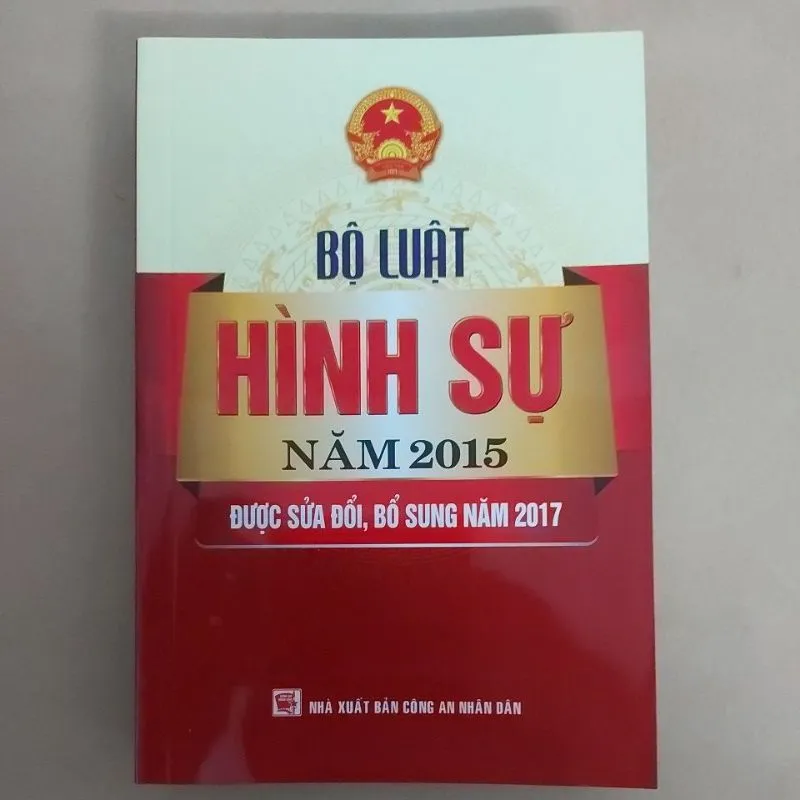 BỘ LUẬT
HÌNH SỰ
NĂM 2015
ĐƯỢC SỬA ĐỔI, BỔ SUNG NĂM 2017
NHÀ XUẤT BẢN CÔNG AN NHÂN DÂN